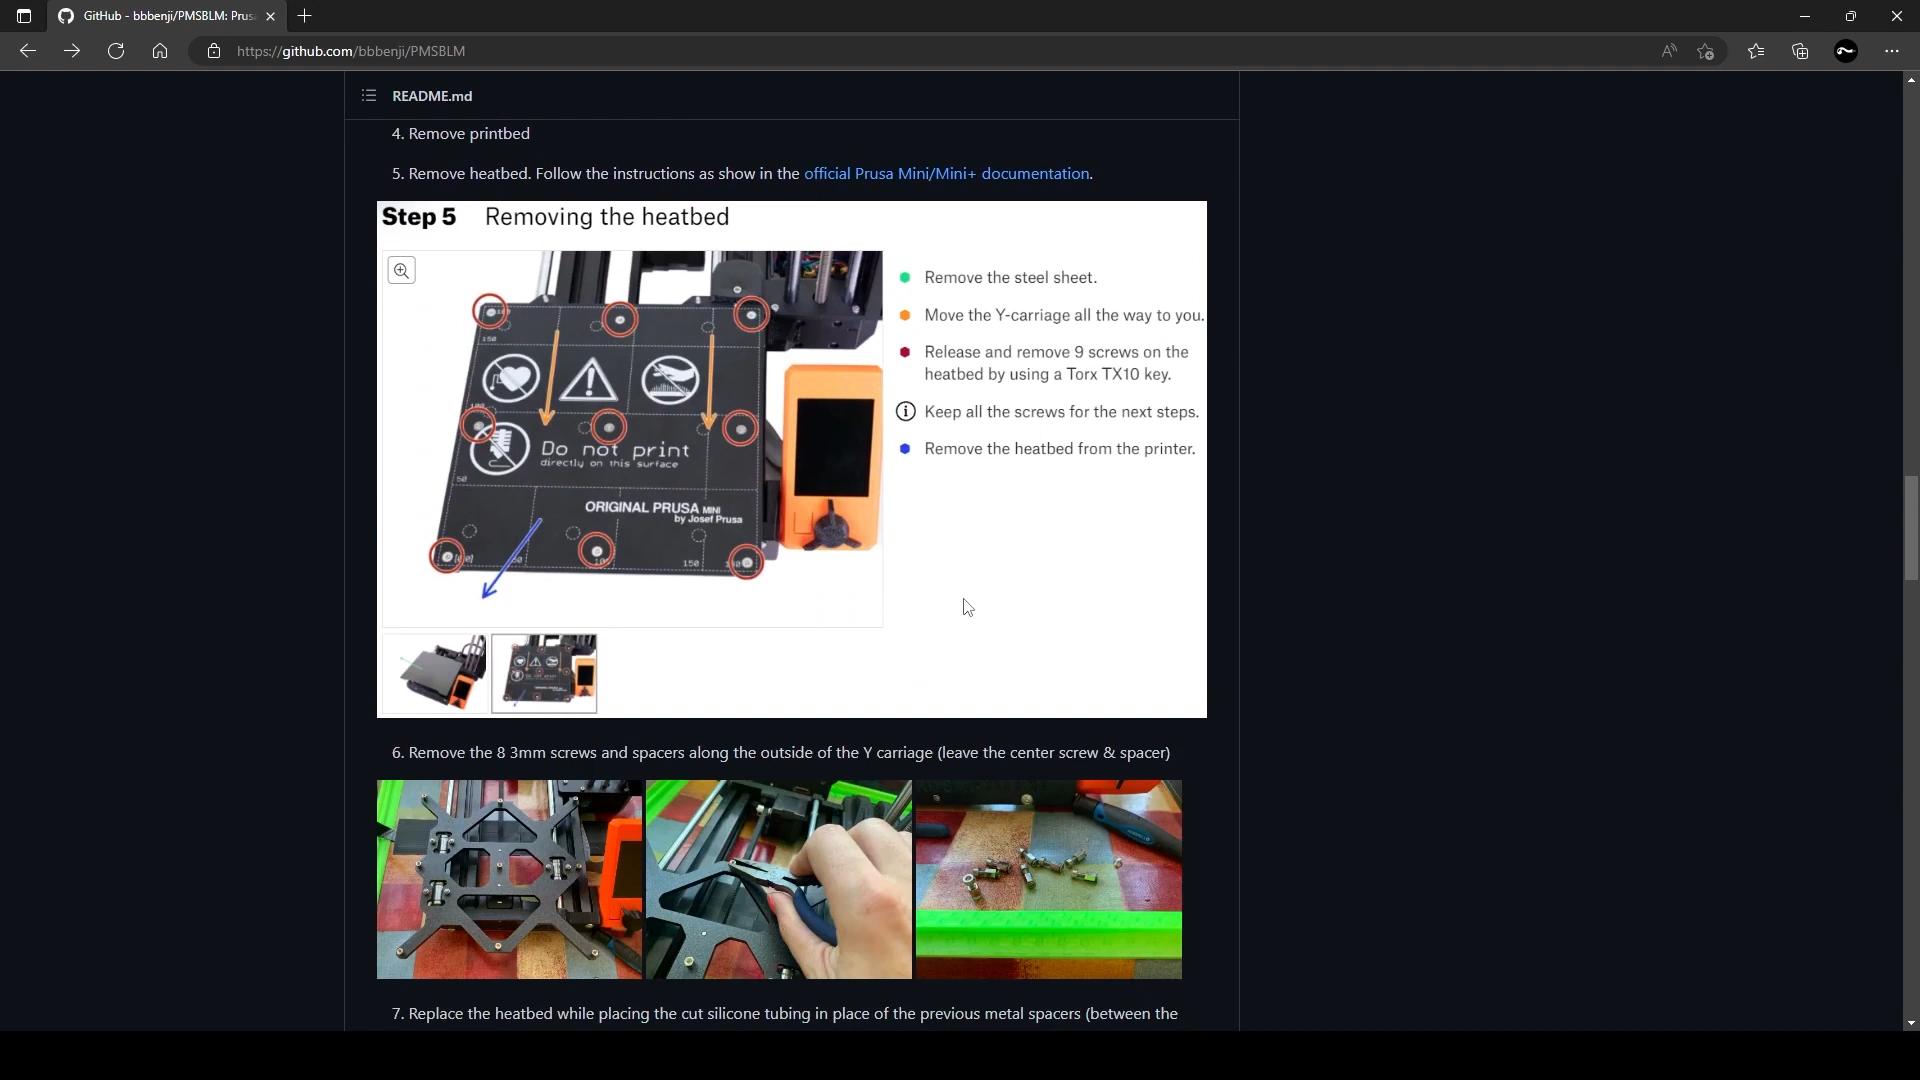 GitHub - bbbenji/PMSBLM: Prus
https://github.com/bbbenji/PMSBLM
README.md
4. Remove printbed
5. Remove heatbed. Follow the instructions as show in the official Prusa Mini/Mini+ documentation.
Step 5 Removing the heatbed
Remove the steel sheet.
Move the Y-carriage all the way to you.
Release and remove 9 screws on the
heatbed by using a Torx TX10 key.
Keep all the screws for the next steps.
Remove the heatbed from the printer.
150
100
Do not print
directly on this surface
50
ORIGINAL PRUSA MINI
by Josef Prusa
150
6. Remove the 8 3mm screws and spacers along the outside of the Y carriage (leave the center screw & spacer)
7. Replace the heatbed while placing the cut silicone tubing in place of the previous metal spacers (between the